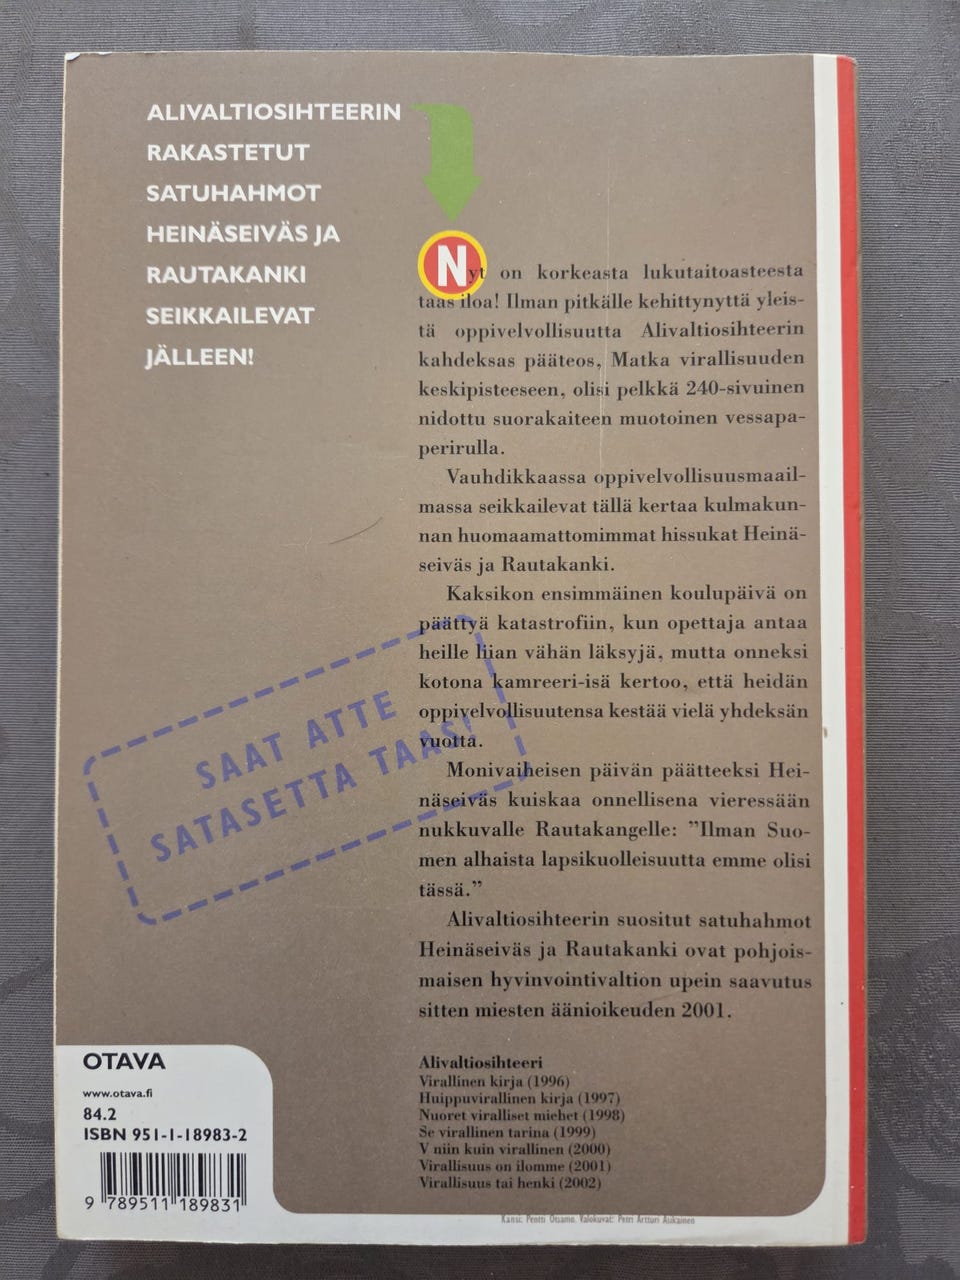 ALIVALTIOSIHTEERIN
RAKASTETUT
SATUHAHMOT
HEINÄSEIVÄS JA
RAUTAKANKI
SEIKKAILEVAT
JÄLLEEN!
Nyt on korkeasta lukutaitoasteesta
taas iloa! Ilman pitkälle kehittynyttä yleis-
tä oppivelvollisuutta Alivaltiosihteerin
kahdeksas pääteos, Matka virallisuuden
keskipisteeseen, olisi pelkkä 240-sivuinen
nidottu suorakaiteen muotoinen vessapa-
perirulla.
Vauhdikkaassa oppivelvollisuusmaail-
massa seikkailevat tällä kertaa kulmakun-
nan huomaamattomimmat hissukat Heinä-
seiväs ja Rautakanki.
Kaksikon ensimmäinen koulupäivä on
päättyä katastrofiin, kun opettaja antaa
heille liian vähän läksyjä, mutta onneksi
kotona kamreeri-isä kertoo, että heidän
oppivelvollisuutensa kestää vielä yhdeksän
vuotta.
Monivaiheisen päivän päätteeksi Hei-
näseiväs kuiskaa onnellisena vieressään
nukkuvalle Rautakangelle: ”Ilman Suo-
men alhaista lapsikuolleisuutta emme olisi
tässä.”
Alivaltiosihteerin suositut satuhahmot
Heinäseiväs ja Rautakanki ovat pohjois-
maisen hyvinvointivaltion upein saavutus
sitten miesten äänioikeuden 2001.
SAAT ATTE
SATASETTA TAAS!
Alivaltiosihteeri
Virallinen kirja (1996)
Huippuvirallinen kirja (1997)
Nuoret viralliset miehet (1998)
Se virallinen tarina (1999)
V niin kuin virallinen (2000)
Virallisuus on ilomme (2001)
Virallisuus tai henki (2002)
OTAVA
www.otava.fi
84.2
ISBN 951-1-18983-2
9 789511 189831
Kansi: Pentti Otsamo. Valokuvat: Petri Artturi Asikainen